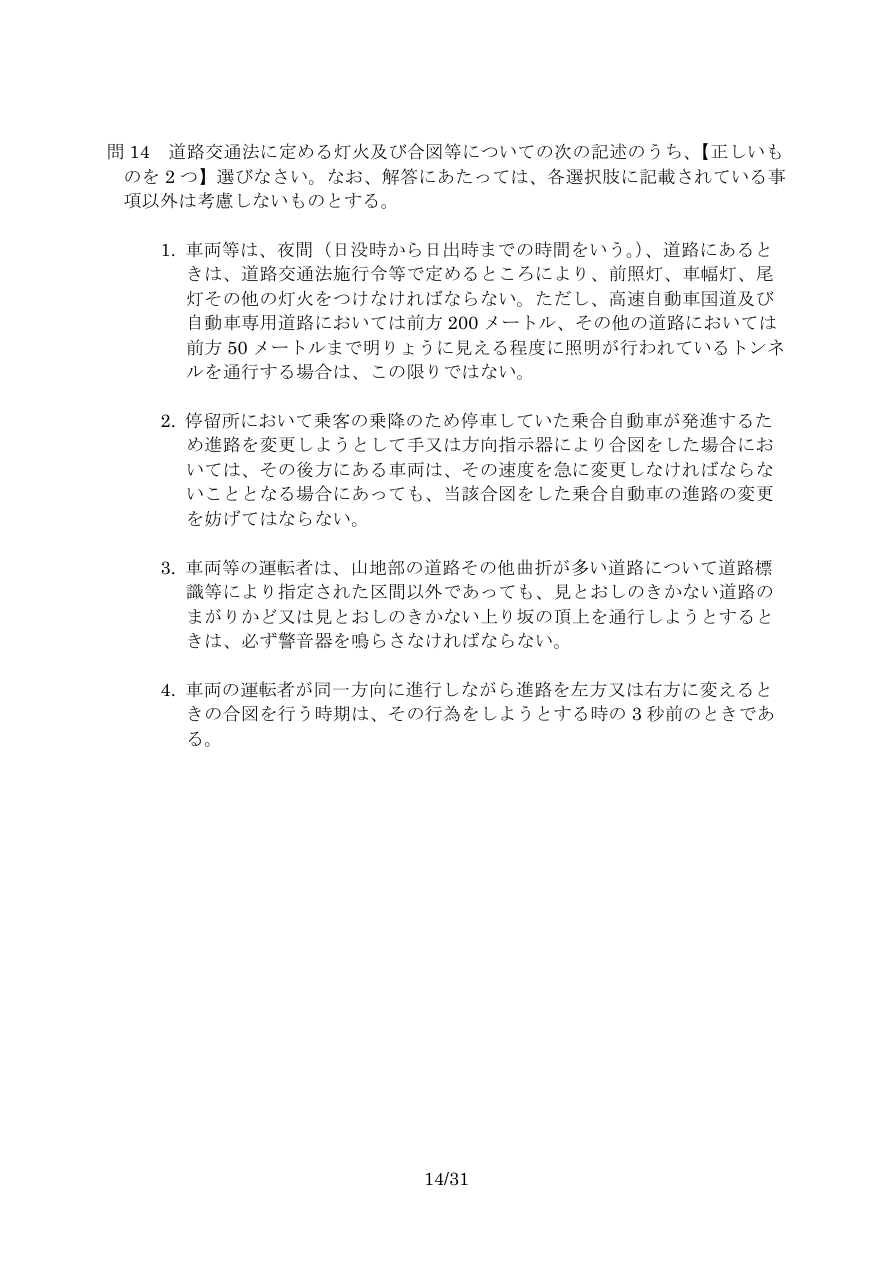 問 14　道路交通法に定める灯火及び合図等についての次の記述のうち、【正しいも
のを 2 つ】選びなさい。なお、解答にあたっては、各選択肢に記載されている事
項以外は考慮しないものとする。
1. 車両等は、夜間（日没時から日出時までの時間をいう。）、道路にあると
きは、道路交通法施行令等で定めるところにより、前照灯、車幅灯、尾
灯その他の灯火をつけなければならない。ただし、高速自動車国道及び
自動車専用道路においては前方 200 メートル、その他の道路においては
前方 50 メートルまで明りょうに見える程度に照明が行われているトンネ
ルを通行する場合は、この限りではない。
2. 停留所において乗客の乗降のため停車していた乗合自動車が発進するた
め進路を変更しようとして手又は方向指示器により合図をした場合にお
いては、その後方にある車両は、その速度を急に変更しなければならな
いこととなる場合にあっても、当該合図をした乗合自動車の進路の変更
を妨げてはならない。
3. 車両等の運転者は、山地部の道路その他曲折が多い道路について道路標
識等により指定された区間以外であっても、見とおしのきかない道路の
まがりかど又は見とおしのきかない上り坂の頂上を通行しようとすると
きは、必ず警音器を鳴らさなければならない。
4. 車両の運転者が同一方向に進行しながら進路を左方又は右方に変えると
きの合図を行う時期は、その行為をしようとする時の 3 秒前のときであ
る。
14/31